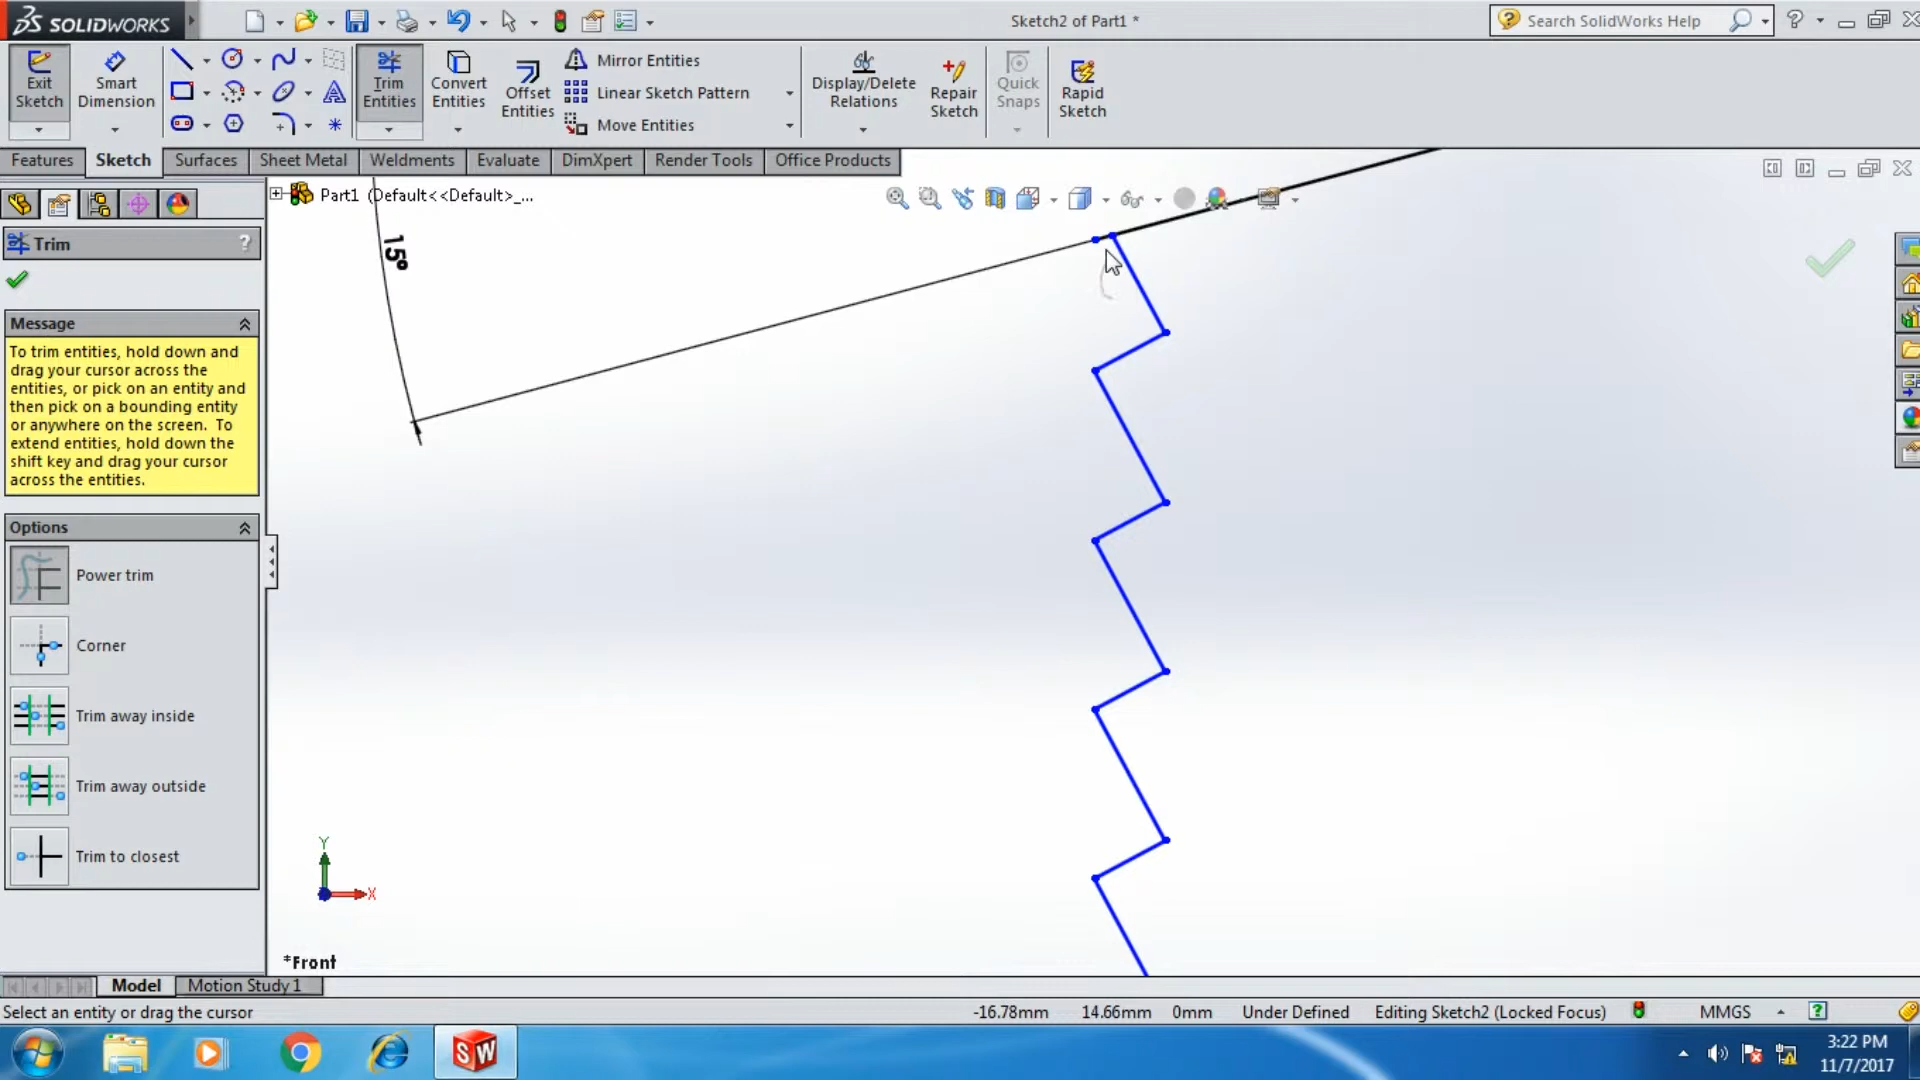 SOLIDWORKS
Sketch2 of Part1 *
Search SolidWorks Help
Exit Sketch
Smart Dimension
Trim Entities
Convert Entities
Offset Entities
Mirror Entities
Linear Sketch Pattern
Move Entities
Display/Delete Relations
Repair Sketch
Quick Snaps
Rapid Sketch
Features
Sketch
Surfaces
Sheet Metal
Weldments
Evaluate
DimXpert
Render Tools
Office Products
Part1 (Default<<Default>_...
Trim
?
Message
To trim entities, hold down and
drag your cursor across the
entities, or pick on an entity and
then pick on a bounding entity
or anywhere on the screen. To
extend entities, hold down the
shift key and drag your cursor
across the entities.
Options
Power trim
Corner
Trim away inside
Trim away outside
Trim to closest
15°
Y
X
*Front
Model
Motion Study 1
Select an entity or drag the cursor
-16.78mm
14.66mm
0mm
Under Defined
Editing Sketch2 (Locked Focus)
MMGS
?
SW
3:22 PM
11/7/2017